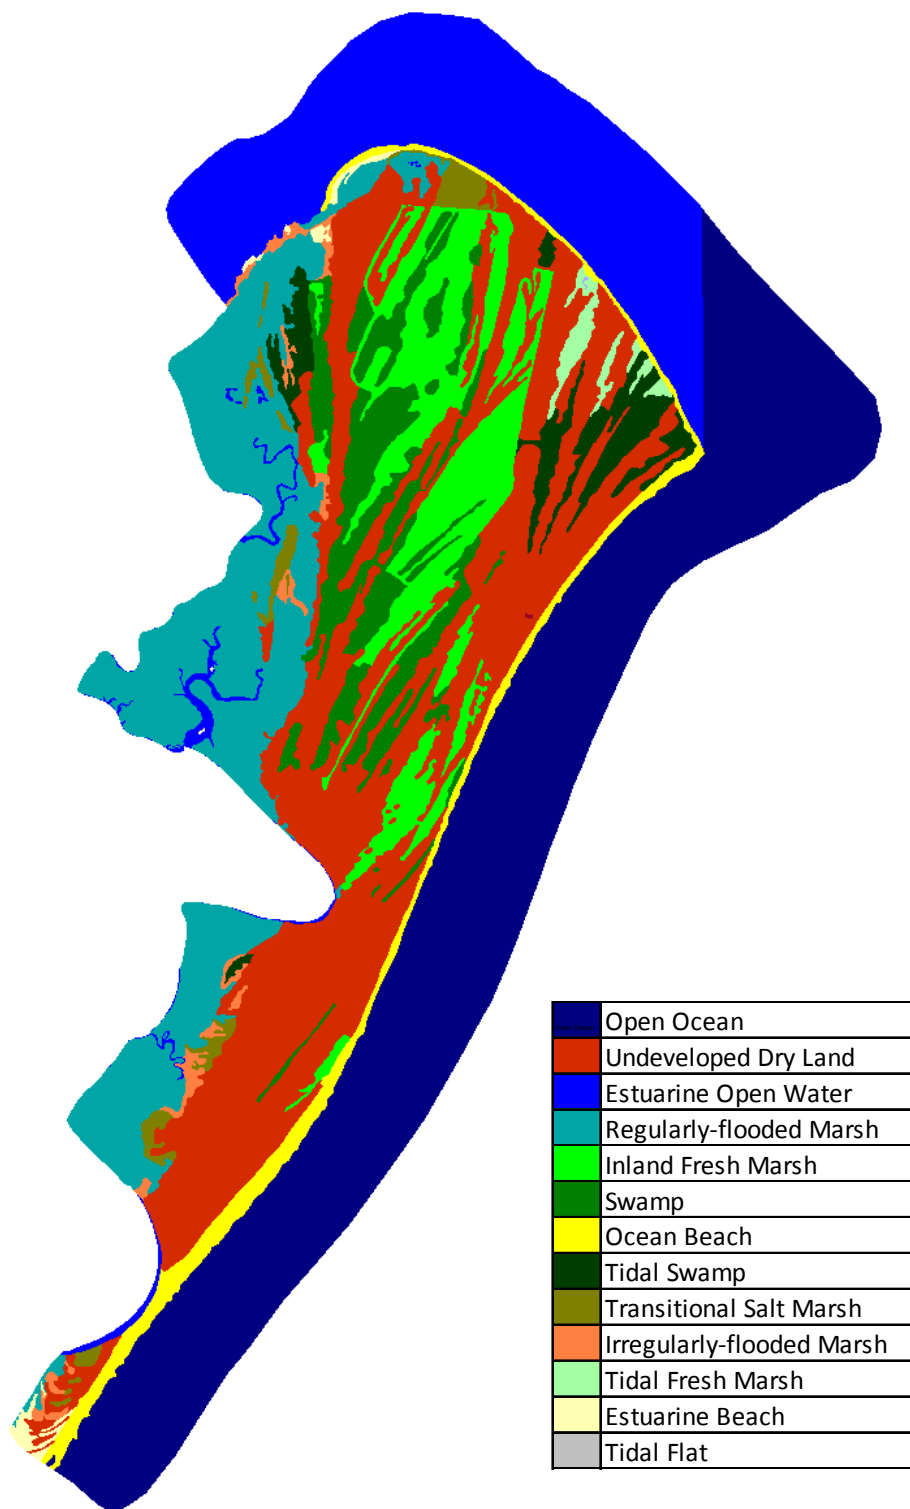 Open Ocean
Undeveloped Dry Land
Estuarine Open Water
Regularly-flooded Marsh
Inland Fresh Marsh
Swamp
Ocean Beach
Tidal Swamp
Transitional Salt Marsh
Irregularly-flooded Marsh
Tidal Fresh Marsh
Estuarine Beach
Tidal Flat